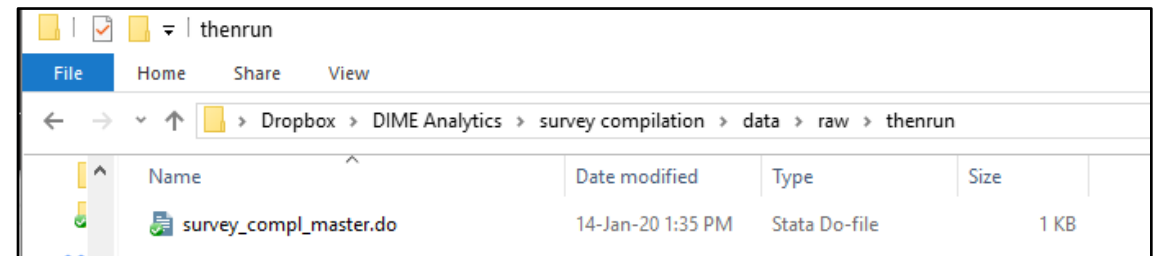 thenrun
File Home Share View
Dropbox > DIME Analytics > survey compilation > data > raw > thenrun
Name Date modified Type Size
survey_compl_master.do 14-Jan-20 1:35 PM Stata Do-file 1 KB